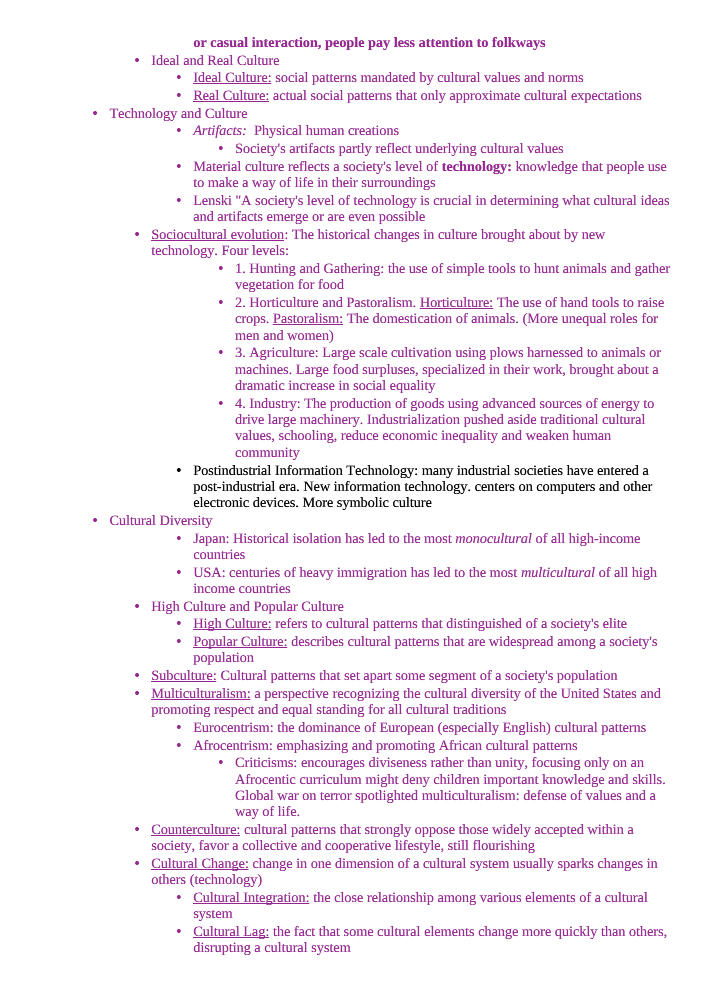 or casual interaction, people pay less attention to folkways
• Ideal and Real Culture
• Ideal Culture: social patterns mandated by cultural values and norms
• Real Culture: actual social patterns that only approximate cultural expectations
• Technology and Culture
• Artifacts:  Physical human creations
• Society's artifacts partly reflect underlying cultural values
• Material culture reflects a society's level of technology: knowledge that people use
to make a way of life in their surroundings
• Lenski "A society's level of technology is crucial in determining what cultural ideas
and artifacts emerge or are even possible
• Sociocultural evolution: The historical changes in culture brought about by new
technology. Four levels:
• 1. Hunting and Gathering: the use of simple tools to hunt animals and gather
vegetation for food
• 2. Horticulture and Pastoralism. Horticulture: The use of hand tools to raise
crops. Pastoralism: The domestication of animals. (More unequal roles for
men and women)
• 3. Agriculture: Large scale cultivation using plows harnessed to animals or
machines. Large food surpluses, specialized in their work, brought about a
dramatic increase in social equality
• 4. Industry: The production of goods using advanced sources of energy to
drive large machinery. Industrialization pushed aside traditional cultural
values, schooling, reduce economic inequality and weaken human
community
• Postindustrial Information Technology: many industrial societies have entered a
post-industrial era. New information technology. centers on computers and other
electronic devices. More symbolic culture
• Cultural Diversity
• Japan: Historical isolation has led to the most monocultural of all high-income
countries
• USA: centuries of heavy immigration has led to the most multicultural of all high
income countries
• High Culture and Popular Culture
• High Culture: refers to cultural patterns that distinguished of a society's elite
• Popular Culture: describes cultural patterns that are widespread among a society's
population
• Subculture: Cultural patterns that set apart some segment of a society's population
• Multiculturalism: a perspective recognizing the cultural diversity of the United States and
promoting respect and equal standing for all cultural traditions
• Eurocentrism: the dominance of European (especially English) cultural patterns
• Afrocentrism: emphasizing and promoting African cultural patterns
• Criticisms: encourages diviseness rather than unity, focusing only on an
Afrocentic curriculum might deny children important knowledge and skills.
Global war on terror spotlighted multiculturalism: defense of values and a
way of life.
• Counterculture: cultural patterns that strongly oppose those widely accepted within a
society, favor a collective and cooperative lifestyle, still flourishing
• Cultural Change: change in one dimension of a cultural system usually sparks changes in
others (technology)
• Cultural Integration: the close relationship among various elements of a cultural
system
• Cultural Lag: the fact that some cultural elements change more quickly than others,
disrupting a cultural system